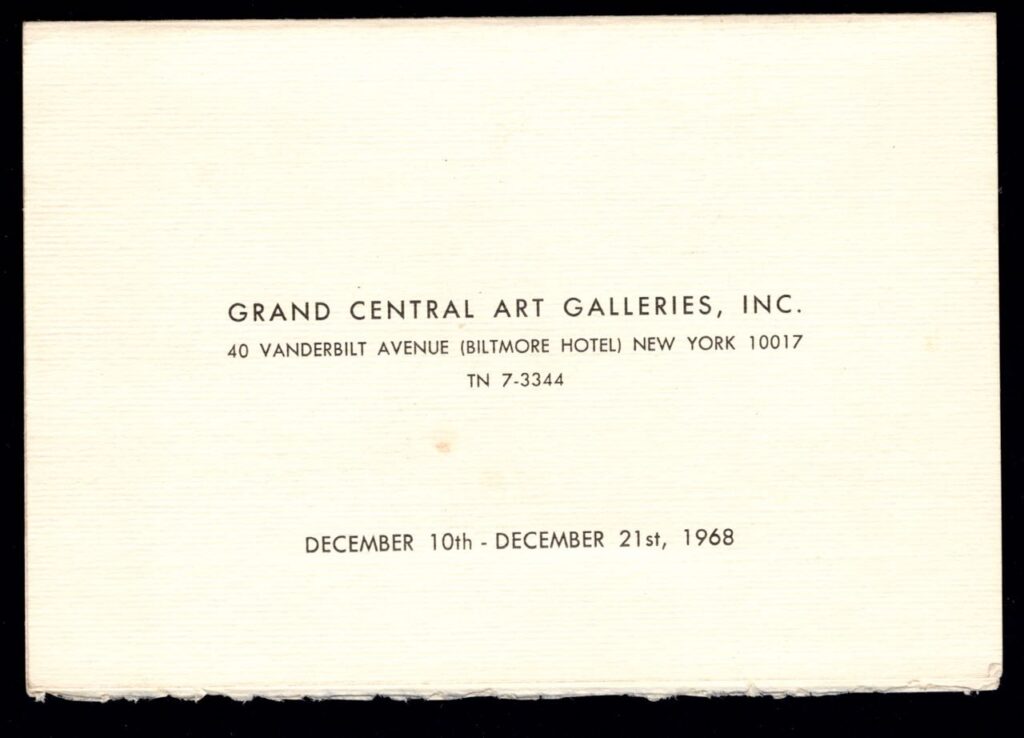 GRAND CENTRAL ART GALLERIES, INC.
40 VANDERBILT AVENUE (BILTMORE HOTEL) NEW YORK 10017
TN 7-3344
DECEMBER 10th - DECEMBER 21st, 1968